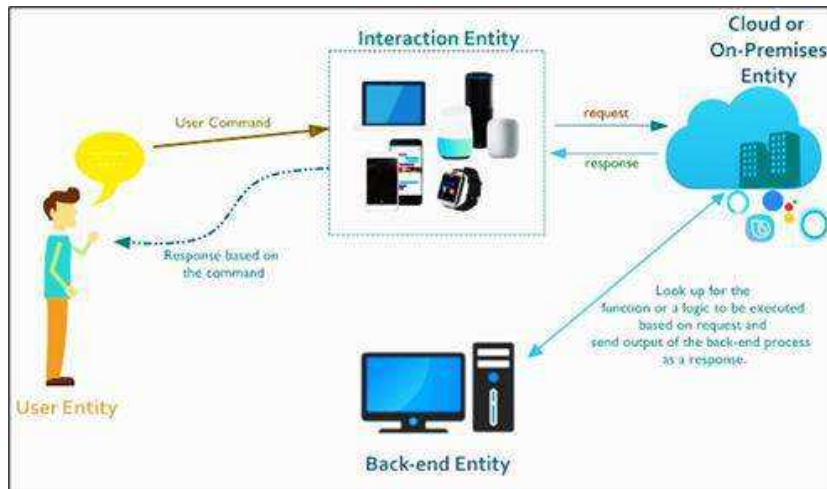 Interaction Entity
Cloud or
On-Premises
Entity
User Command
request
response
Response based on
the command
Look up for the
function or a logic to be executed
based on request and
send output of the back-end process
as a response.
User Entity
Back-end Entity